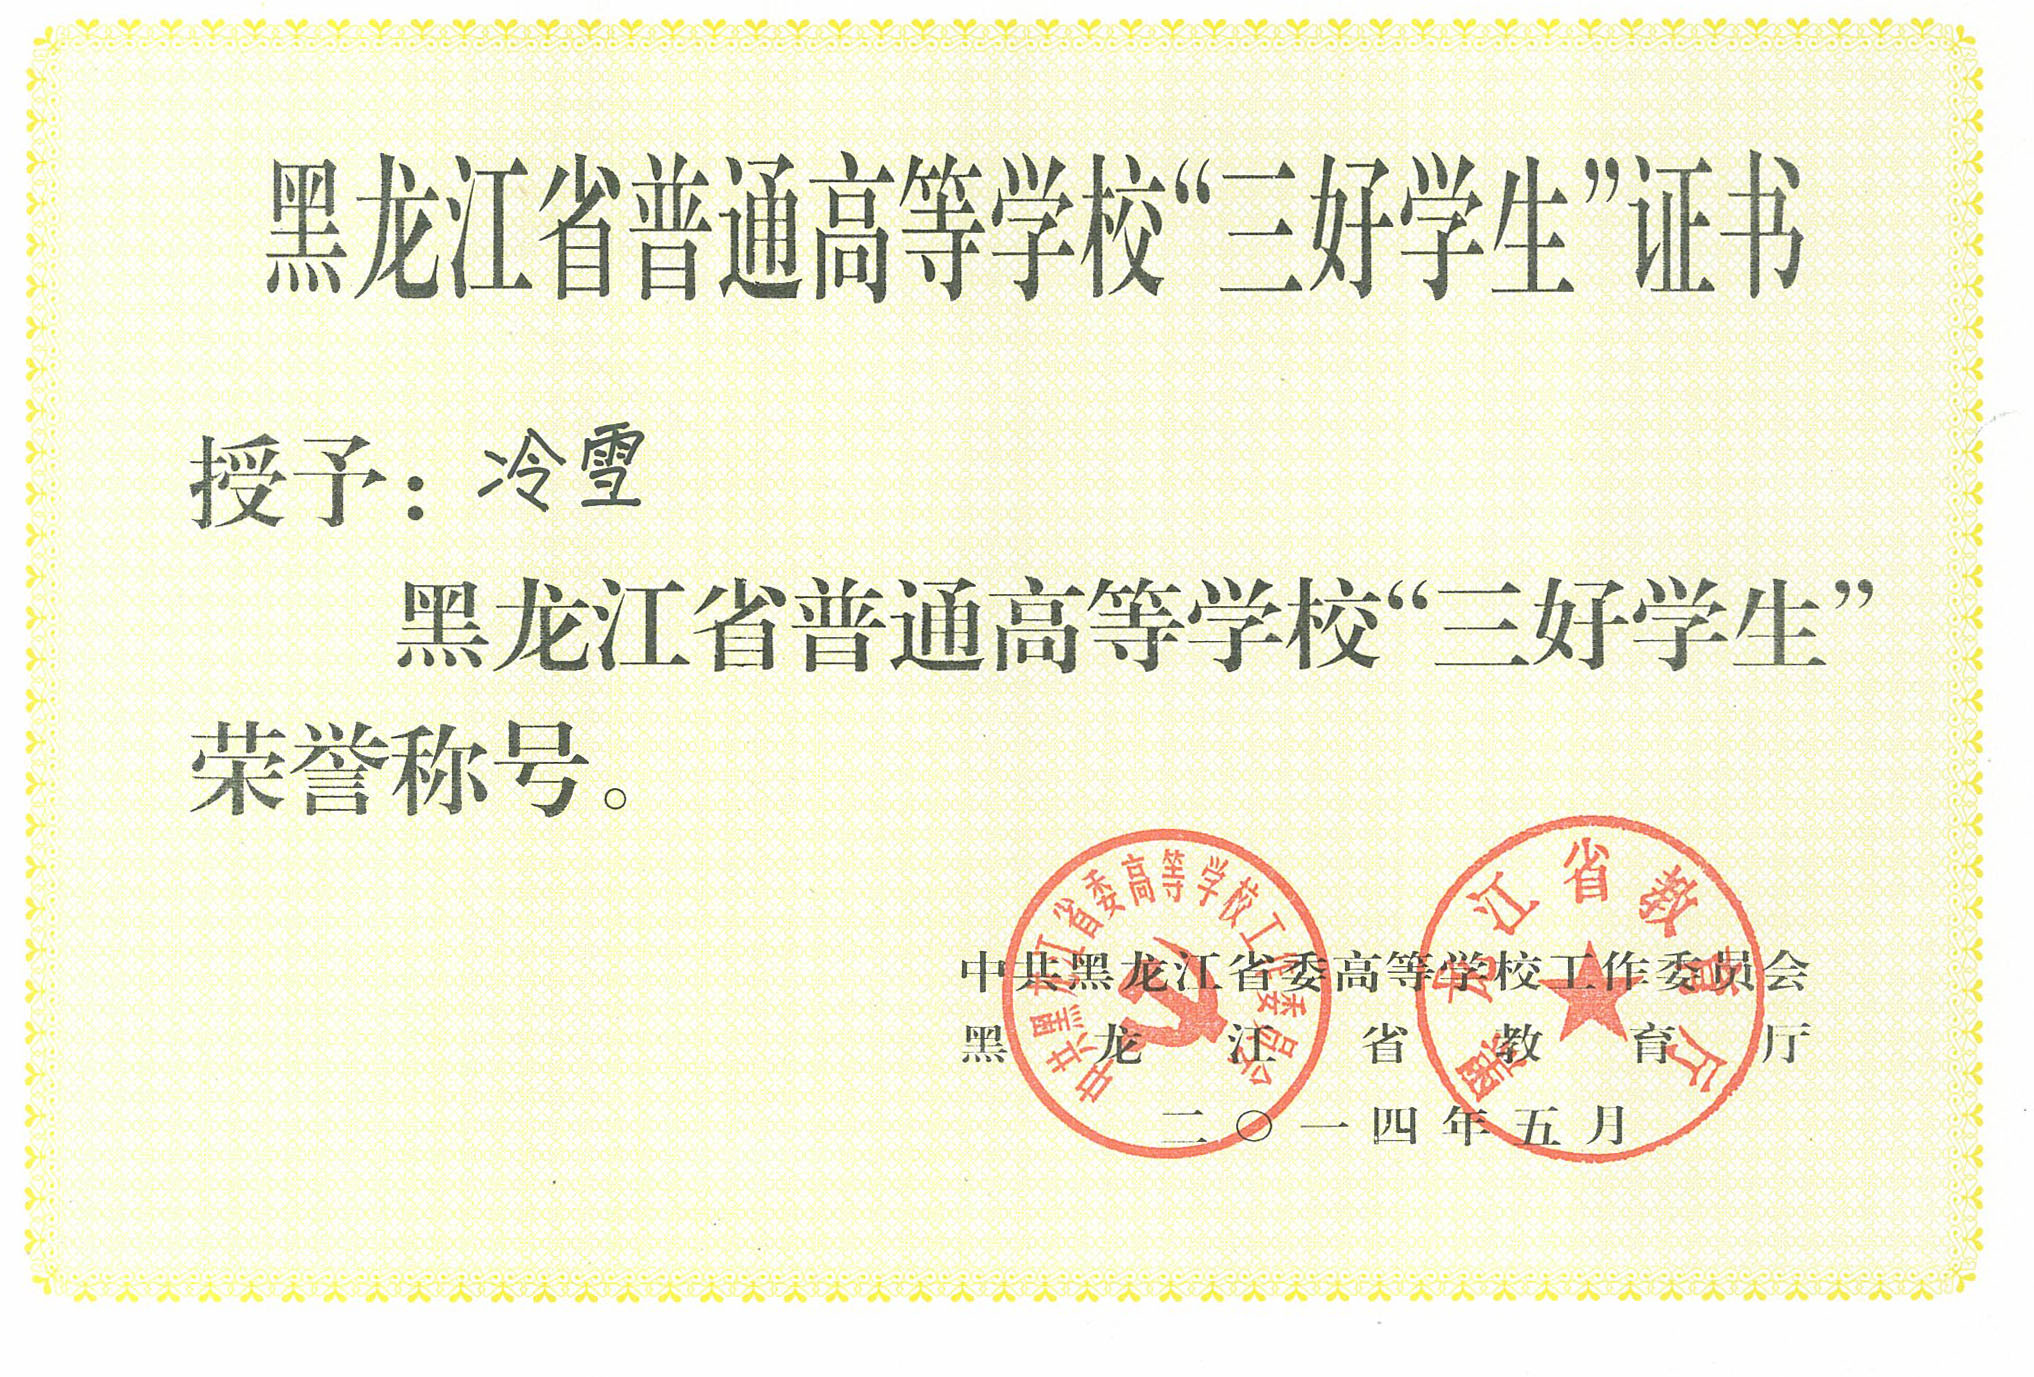 黑龙江省普通高等学校“三好学生”证书
授予：冷雪
黑龙江省普通高等学校“三好学生”
荣誉称号。
中共黑龙江省委高等学校工作委员会
黑龙江省教育厅
二〇一四年五月
中共黑龙江省委高等学校工作委员会
黑龙江省教育厅